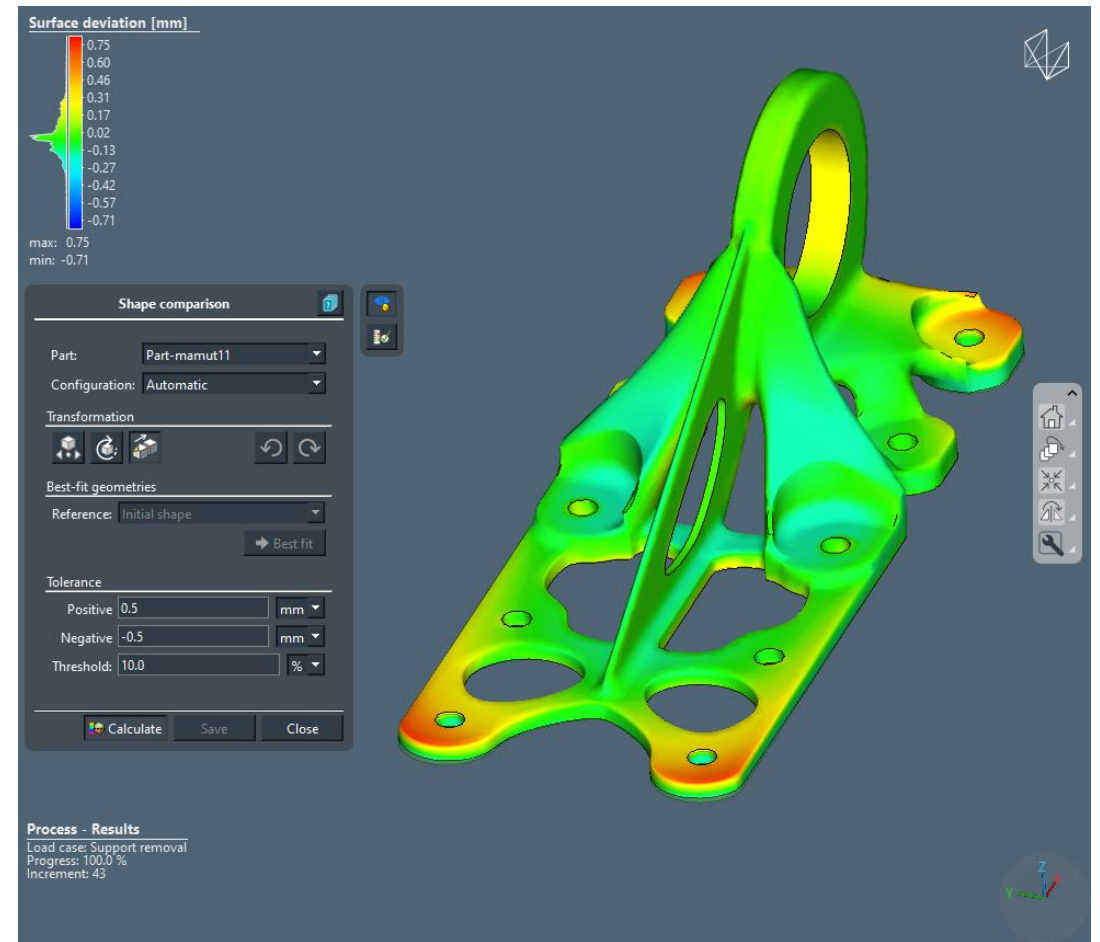 Surface deviation [mm]
0.75
0.60
0.46
0.31
0.17
0.02
-0.13
-0.27
-0.42
-0.57
-0.71
max: 0.75
min: -0.71
Shape comparison
Part: Part-mamut11
Configuration: Automatic
Transformation
Best-fit geometries
Reference: Initial shape
Best fit
Tolerance
Positive 0.5 mm
Negative -0.5 mm
Threshold: 10.0 %
Calculate Save Close
Process - Results
Load case: Support removal
Progress: 100.0 %
Increment: 43
Z
Y